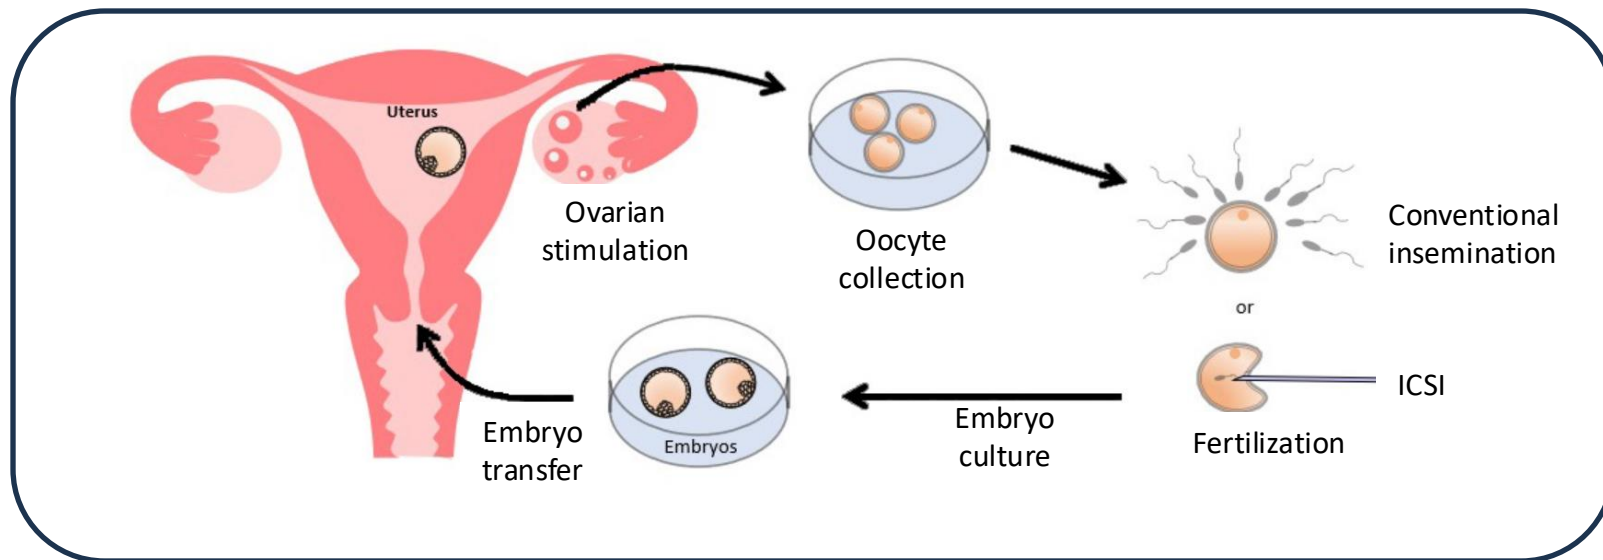 Uterus
Ovarian
stimulation
Oocyte
collection
Conventional
insemination
or
ICSI
Fertilization
Embryo
culture
Embryos
Embryo
transfer